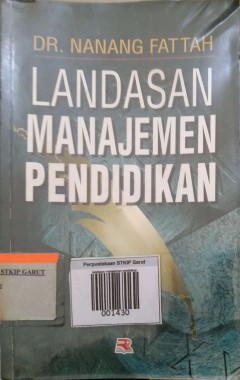 DR. NANANG FATTAH
LANDASAN
MANAJEMEN
PENDIDIKAN
Perpustakaan STKIP Garut
STKIP GARUT
001430